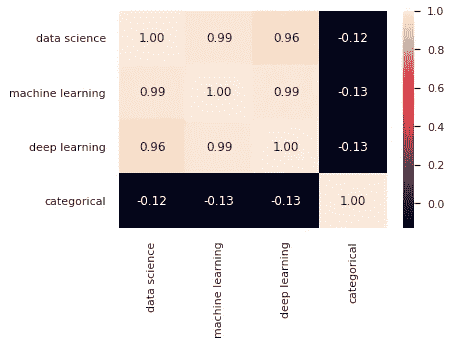 data science 1.00 0.99 0.96 -0.12
machine learning 0.99 1.00 0.99 -0.13
deep learning 0.96 0.99 1.00 -0.13
categorical -0.12 -0.13 -0.13 1.00
data science
machine learning
deep learning
categorical
1.0
0.8
0.6
0.4
0.2
0.0